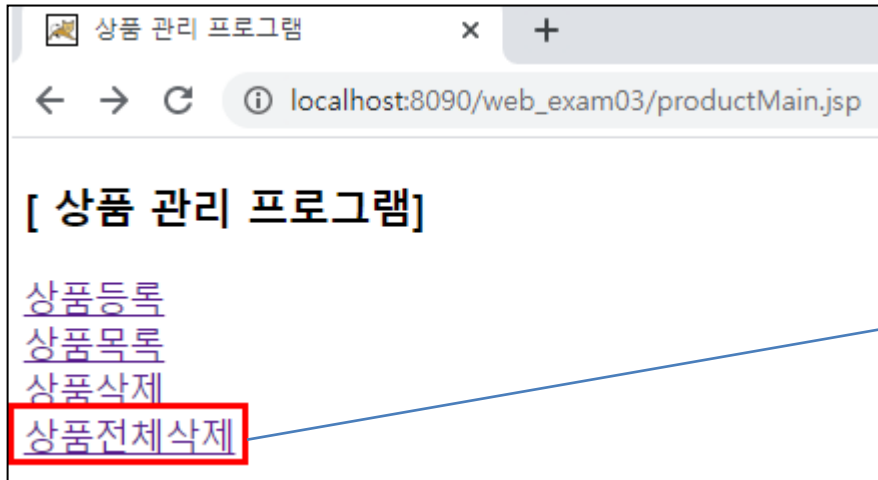 상품 관리 프로그램
localhost:8090/web_exam03/productMain.jsp
[ 상품 관리 프로그램]
상품등록
상품목록
상품삭제
상품전체삭제